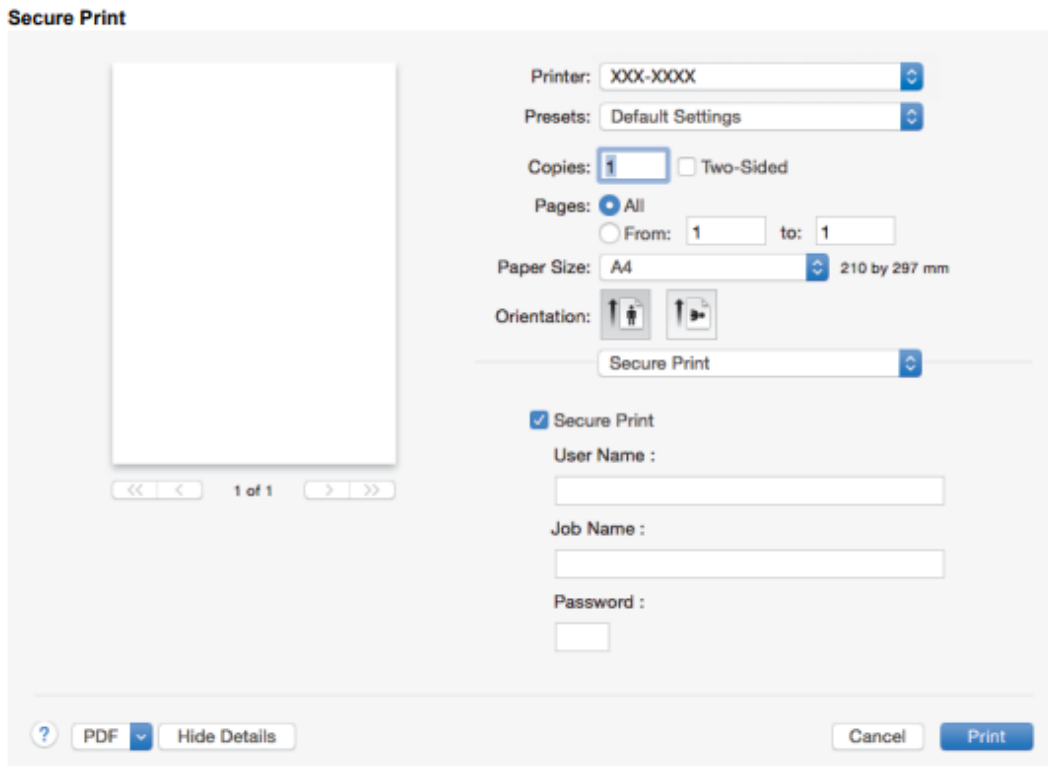 Secure Print
Printer: XXX-XXXX
Presets: Default Settings
Copies: 1 Two-Sided
Pages: All
From: 1 to: 1
Paper Size: A4 210 by 297 mm
Orientation:
Secure Print
Secure Print
User Name :
Job Name :
Password :
<< < 1 of 1 > >>
? PDF Hide Details Cancel Print